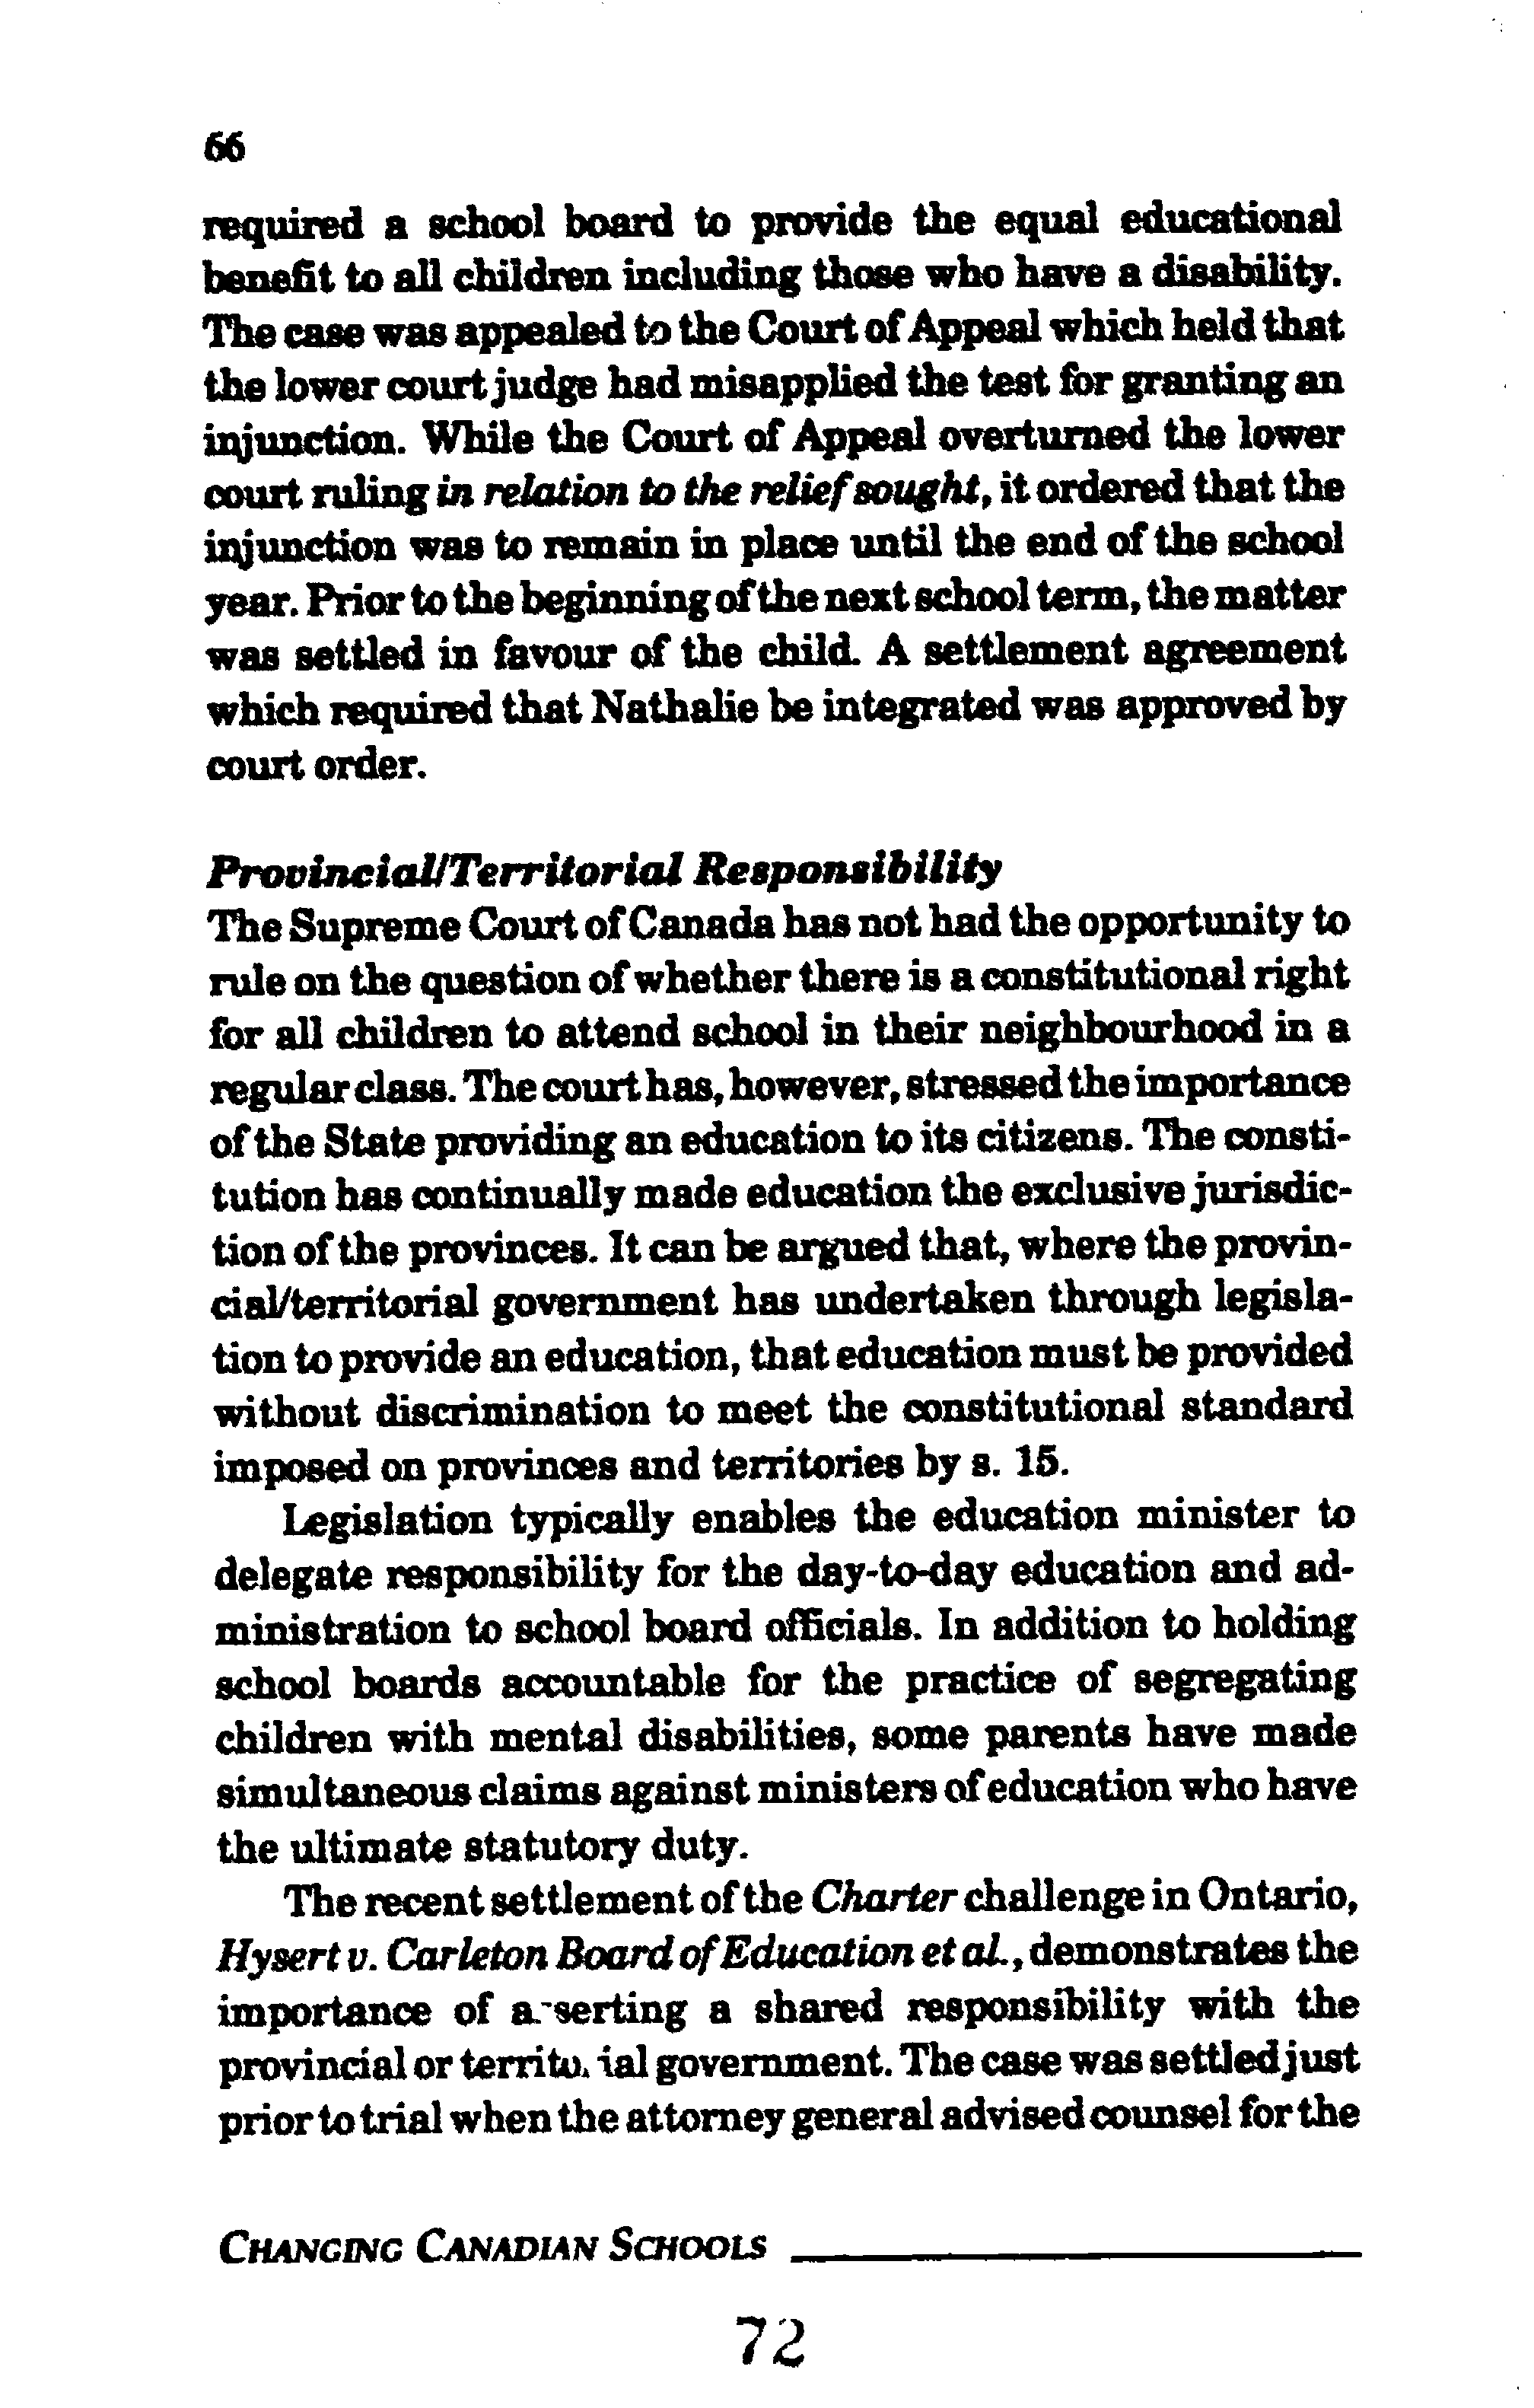 66
required a school board to provide the equal educational
benefit to all children including those who have a disability.
The case was appealed to the Court of Appeal which held that
the lower court judge had misapplied the test for granting an
injunction. While the Court of Appeal overturned the lower
court ruling in relation to the relief sought, it ordered that the
injunction was to remain in place until the end of the school
year. Prior to the beginning of the next school term, the matter
was settled in favour of the child. A settlement agreement
which required that Nathalie be integrated was approved by
court order.
Provincial/Territorial Responsibility
The Supreme Court of Canada has not had the opportunity to
rule on the question of whether there is a constitutional right
for all children to attend school in their neighbourhood in a
regular class. The court has, however, stressed the importance
of the State providing an education to its citizens. The consti-
tution has continually made education the exclusive jurisdic-
tion of the provinces. It can be argued that, where the provin-
cial/territorial government has undertaken through legisla-
tion to provide an education, that education must be provided
without discrimination to meet the constitutional standard
imposed on provinces and territories by s. 15.
Legislation typically enables the education minister to
delegate responsibility for the day-to-day education and ad-
ministration to school board officials. In addition to holding
school boards accountable for the practice of segregating
children with mental disabilities, some parents have made
simultaneous claims against ministers of education who have
the ultimate statutory duty.
The recent settlement of the Charter challenge in Ontario,
Hysert v. Carleton Board of Education et al., demonstrates the
importance of asserting a shared responsibility with the
provincial or territorial government. The case was settled just
prior to trial when the attorney general advised counsel for the
CHANGING CANADIAN SCHOOLS
72